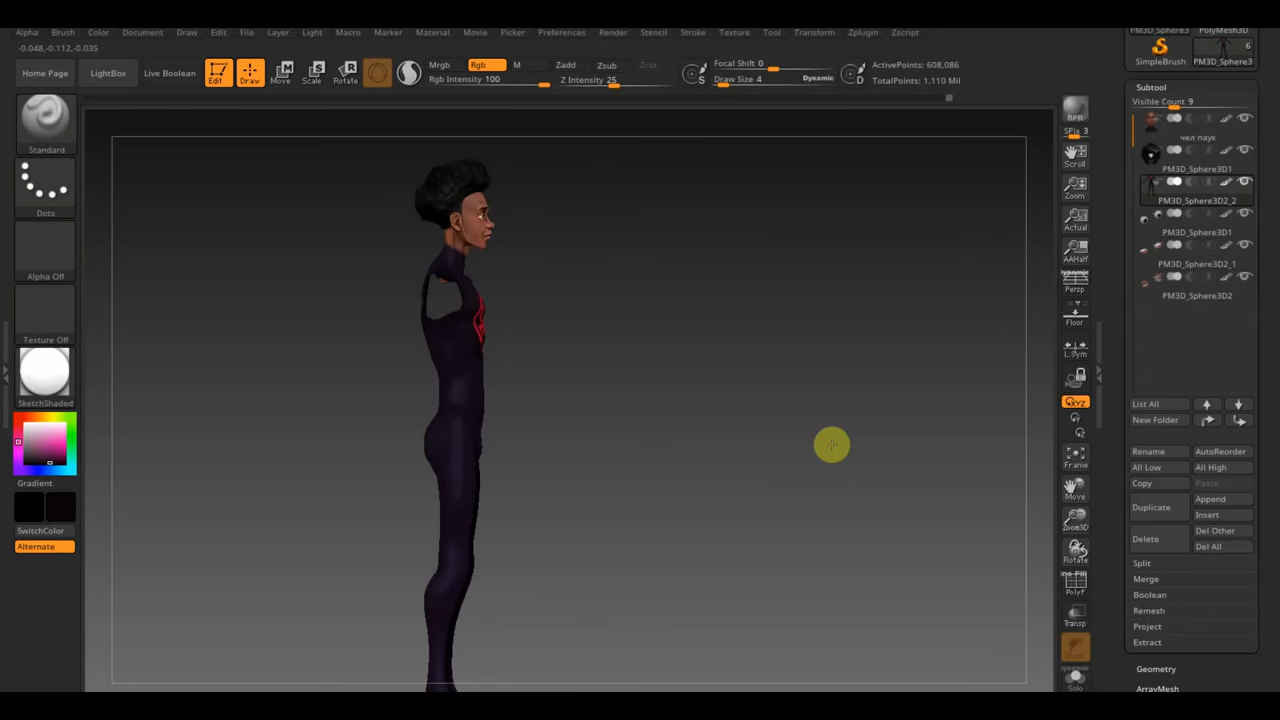 Alpha Brush Color Document Draw Edit File Layer Light Macro Marker Material Movie Picker Preferences Render Stencil Stroke Texture Tool Transform Zplugin Zscript
PM3D_Sphere3 PolyMesh3D
-0.048,-0.112,-0.035
6
SimpleBrush PM3D_Sphere3
Home Page LightBox Live Boolean Edit Draw Move Scale Rotate
Mrgb Rgb M Zadd Zsub Zcut
Rgb Intensity 100 Z Intensity 25
Focal Shift 0
Draw Size 4 Dynamic
S D
ActivePoints: 608,086
TotalPoints: 1.110 Mil
Subtool
Visible Count 9
чел паук
PM3D_Sphere3D1
PM3D_Sphere3D2_2
PM3D_Sphere3D1
PM3D_Sphere3D2_1
PM3D_Sphere3D2
List All
New Folder
Rename AutoReorder
All Low All High
Copy Paste
Duplicate Append
Insert
Delete Del Other
Del All
Split
Merge
Boolean
Remesh
Project
Extract
Geometry
ArrayMesh
Standard
Dots
Alpha Off
Texture Off
SketchShaded
Gradient
SwitchColor
Alternate
BPR
SPix 3
Scroll
Zoom
Actual
AAHalf
Dynamic
Persp
Floor
L.Sym
XYZ
Frame
Move
Zoom3D
Rotate
PolyF
Transp
Solo